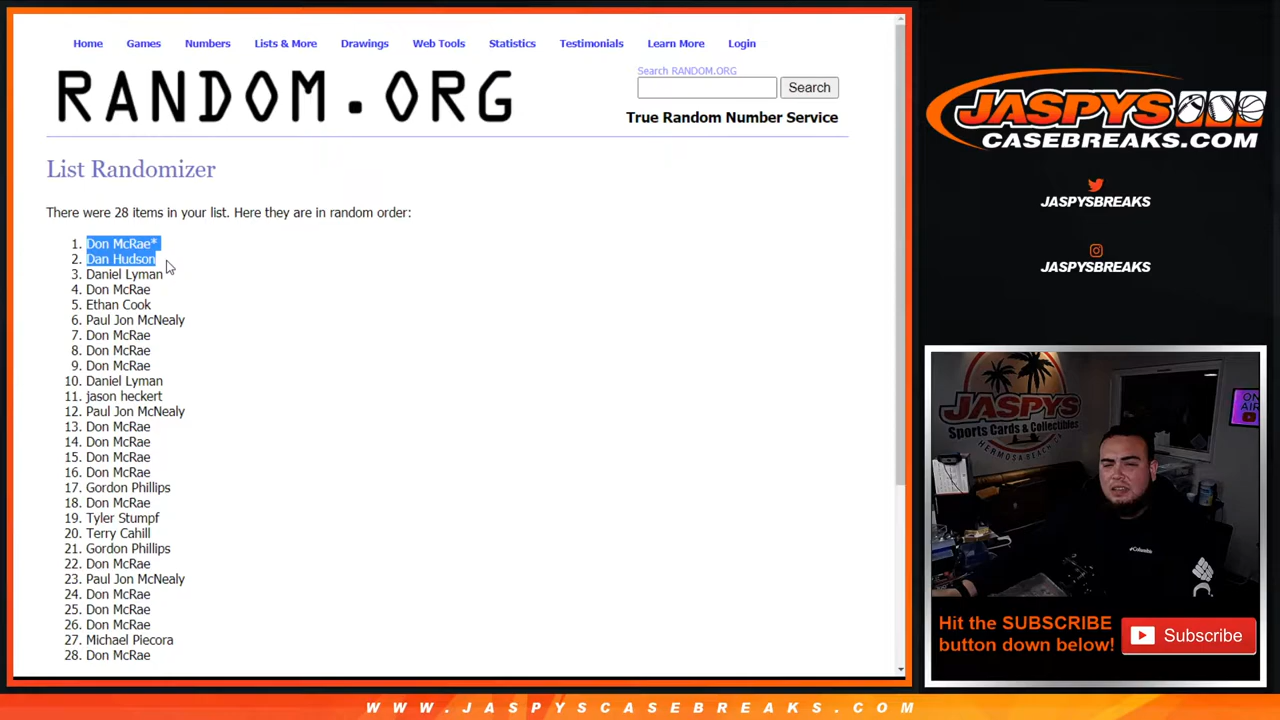 Home Games Numbers Lists & More Drawings Web Tools Statistics Testimonials Learn More Login
RANDOM.ORG
Search RANDOM.ORG
Search
True Random Number Service
List Randomizer
There were 28 items in your list. Here they are in random order:
1. Don McRae*
2. Dan Hudson
3. Daniel Lyman
4. Don McRae
5. Ethan Cook
6. Paul Jon McNealy
7. Don McRae
8. Don McRae
9. Don McRae
10. Daniel Lyman
11. jason heckert
12. Paul Jon McNealy
13. Don McRae
14. Don McRae
15. Don McRae
16. Don McRae
17. Gordon Phillips
18. Don McRae
19. Tyler Stumpf
20. Terry Cahill
21. Gordon Phillips
22. Don McRae
23. Paul Jon McNealy
24. Don McRae
25. Don McRae
26. Don McRae
27. Michael Piecora
28. Don McRae
JASPYS
CASEBREAKS.COM
JASPYSBREAKS
JASPYSBREAKS
JASPYS
Sports Cards & Collectibles
HERMOSA BEACH
ON
AIR
Columbia
Hit the SUBSCRIBE
button down below!
Subscribe
WWW.JASPYSCASEBREAKS.COM